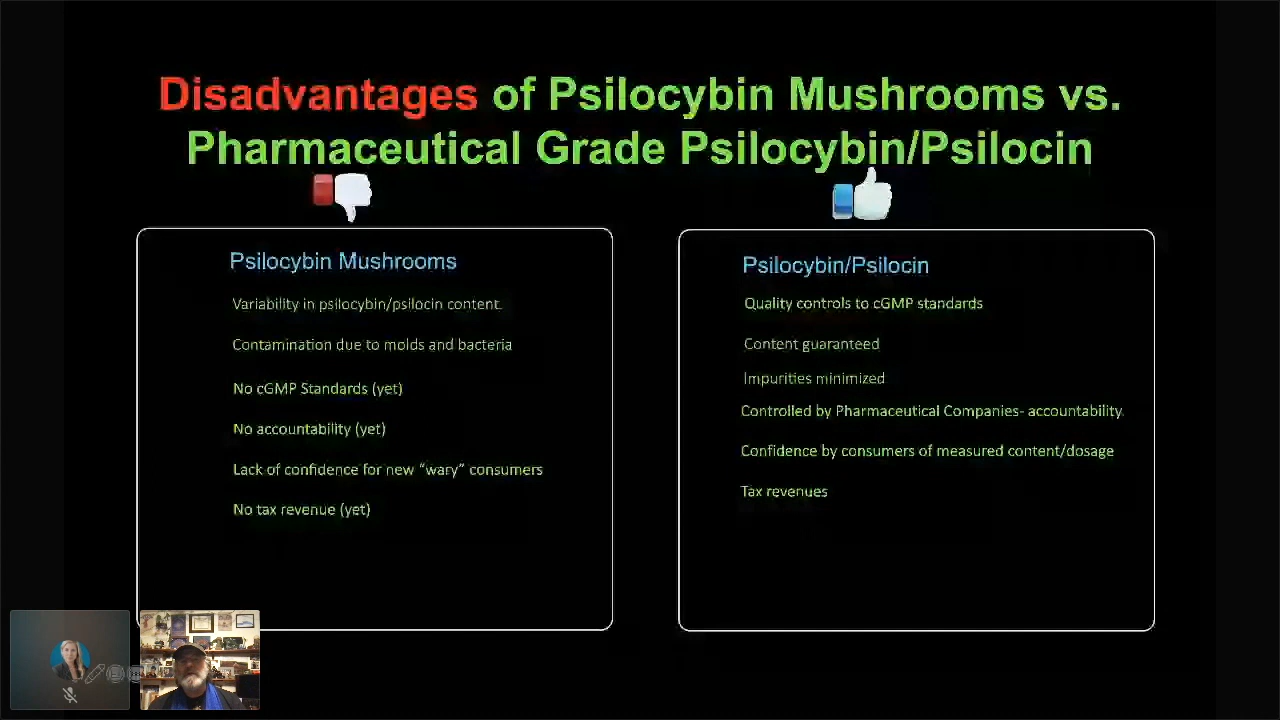 Disadvantages of Psilocybin Mushrooms vs.
Pharmaceutical Grade Psilocybin/Psilocin
Psilocybin Mushrooms
Variability in psilocybin/psilocin content.
Contamination due to molds and bacteria
No cGMP Standards (yet)
No accountability (yet)
Lack of confidence for new “wary” consumers
No tax revenue (yet)
Psilocybin/Psilocin
Quality controls to cGMP standards
Content guaranteed
Impurities minimized
Controlled by Pharmaceutical Companies- accountability.
Confidence by consumers of measured content/dosage
Tax revenues